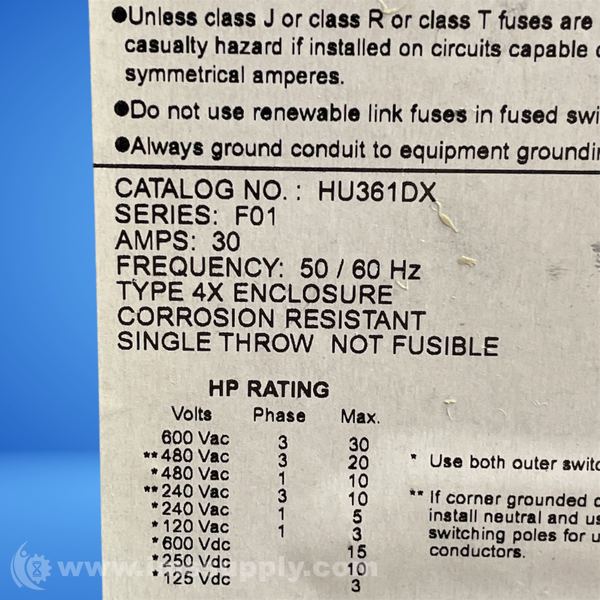 ●Unless class J or class R or class T fuses are
casualty hazard if installed on circuits capable
symmetrical amperes.
●Do not use renewable link fuses in fused
●Always ground conduit to equipment
CATALOG NO. : HU361DX
SERIES: F01
AMPS: 30
FREQUENCY: 50 / 60 Hz
TYPE 4X ENCLOSURE
CORROSION RESISTANT
SINGLE THROW NOT FUSIBLE
HP RATING
Volts Phase Max.
600 Vac 3 30
**480 Vac 3 20
*480 Vac 1 10
**240 Vac 3 10
*240 Vac 1 5
*120 Vac 1 3
*600 Vdc 15
*250 Vdc 10
*125 Vdc 3
* Use both outer
** If corner grounded
install neutral and
switching poles for
conductors.